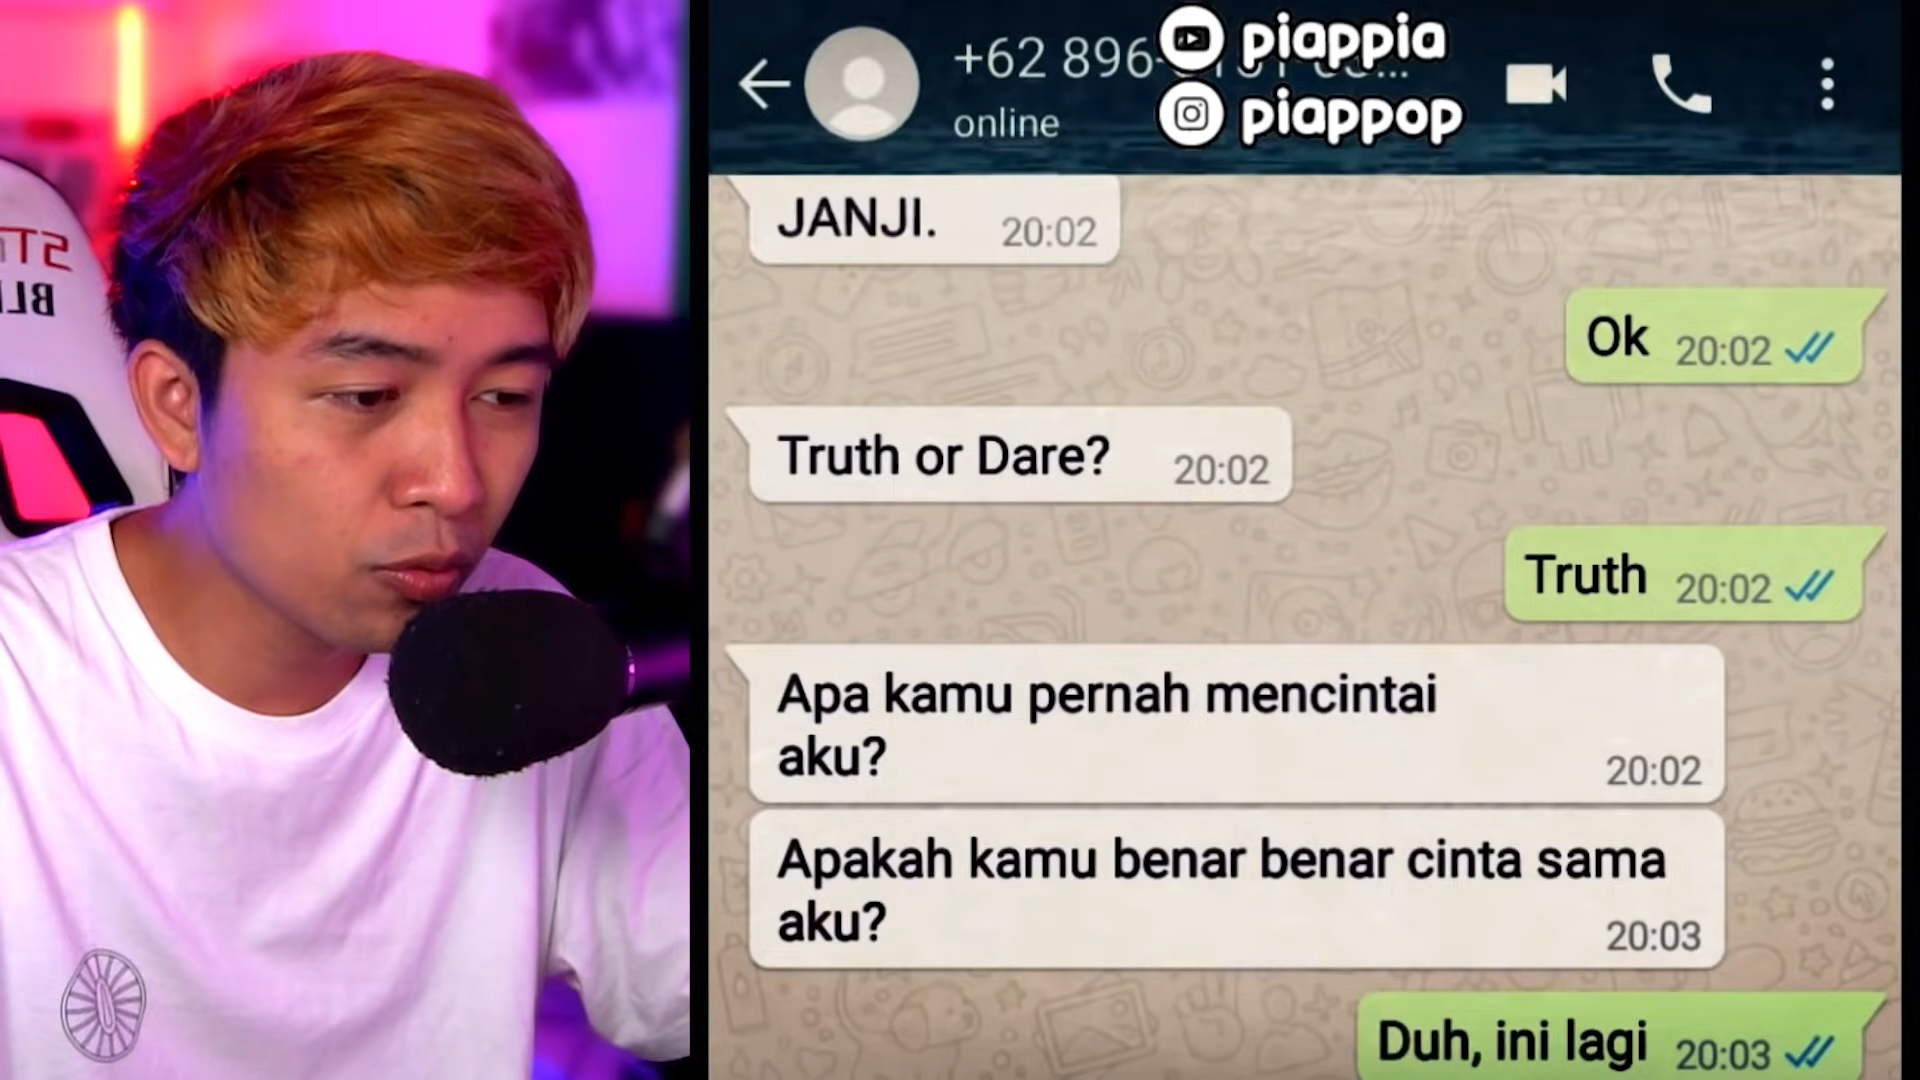 +62 896-
piappia
online
piappop
JANJI. 20:02
Ok 20:02
Truth or Dare? 20:02
Truth 20:02
Apa kamu pernah mencintai
aku? 20:02
Apakah kamu benar benar cinta sama
aku? 20:03
Duh, ini lagi 20:03